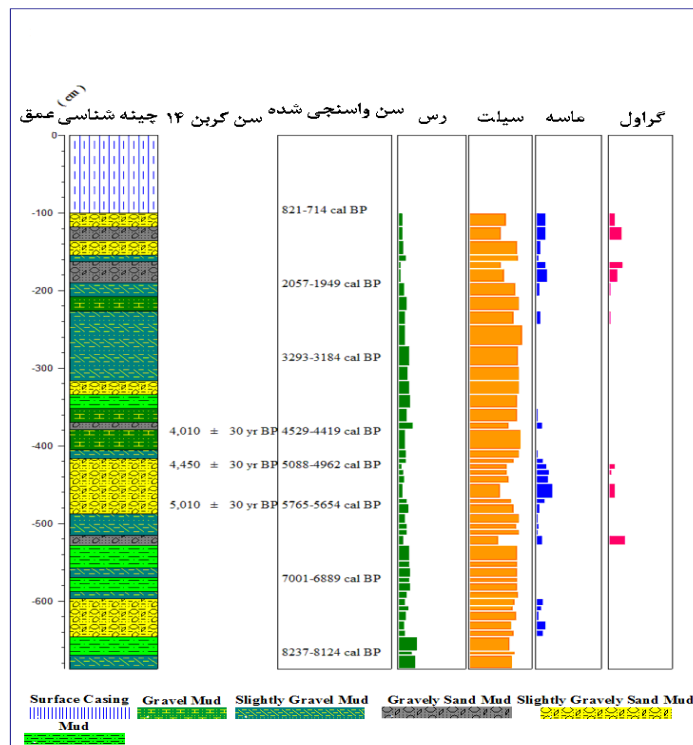 ( cm )
عمق چینه شناسی سن کربن ۱۴ سن واسنجی شده رس سیلت ماسه گراول
0
-100
821-714 cal BP
-200
2057-1949 cal BP
-300
3293-3184 cal BP
-400
4,010 ± 30 yr BP 4529-4419 cal BP
4,450 ± 30 yr BP 5088-4962 cal BP
5,010 ± 30 yr BP 5765-5654 cal BP
-500
7001-6889 cal BP
-600
8237-8124 cal BP
Surface Casing Gravel Mud Slightly Gravel Mud Gravely Sand Mud Slightly Gravely Sand Mud
Mud